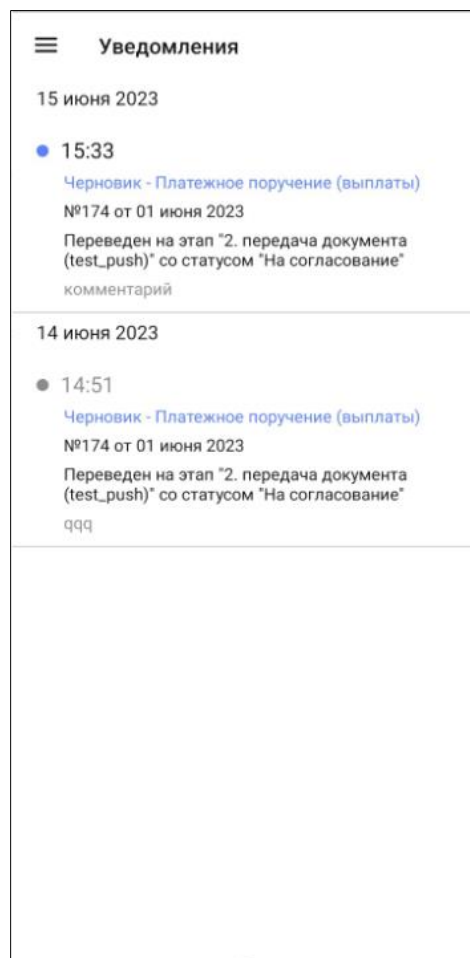 Уведомления
15 июня 2023
15:33
Черновик - Платежное поручение (выплаты)
№174 от 01 июня 2023
Переведен на этап "2. передача документа
(test_push)" со статусом "На согласование"
комментарий
14 июня 2023
14:51
Черновик - Платежное поручение (выплаты)
№174 от 01 июня 2023
Переведен на этап "2. передача документа
(test_push)" со статусом "На согласование"
qqq